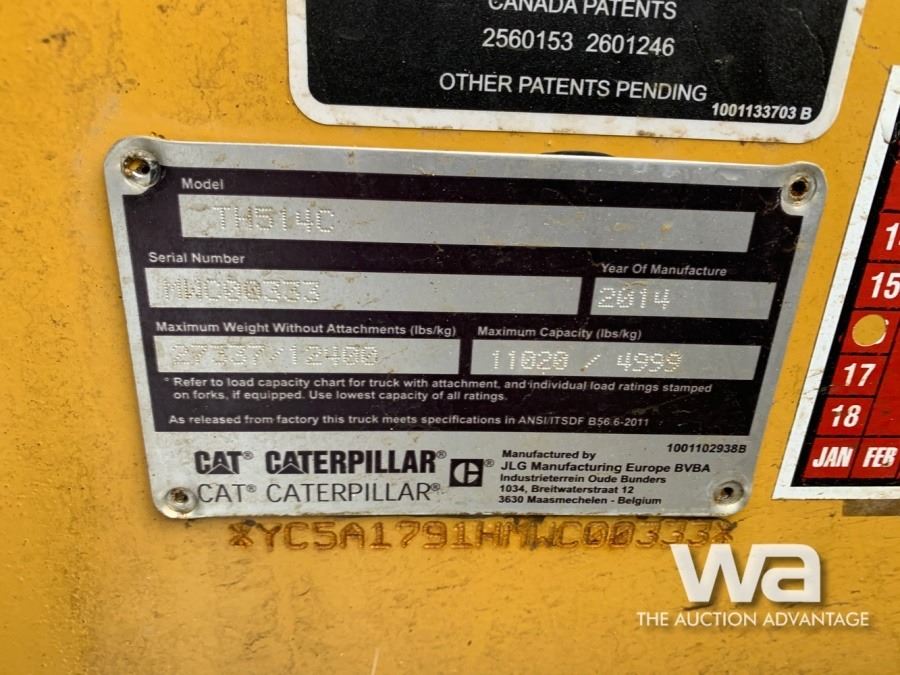 CANADA PATENTS
2560153 2601246
OTHER PATENTS PENDING
1001133703 B
Model
TH514C
Serial Number
MWC00333
Year Of Manufacture
2014
Maximum Weight Without Attachments (lbs/kg)
27337/12400
Maximum Capacity (lbs/kg)
11020 / 4999
* Refer to load capacity chart for truck with attachment, and individual load ratings stamped
on forks, if equipped. Use lowest capacity of all ratings.
As released from factory this truck meets specifications in ANSI/ITSDF B56.6-2011
1001102938B
CAT® CATERPILLAR®
C®
CAT® CATERPILLAR®
Manufactured by
JLG Manufacturing Europe BVBA
Industrieterrein Oude Bunders
1034, Breitwaterstraat 12
3630 Maasmechelen - Belgium
*YC5A1791HMWC00333*
15
17
18
JAN FEB
wa
THE AUCTION ADVANTAGE